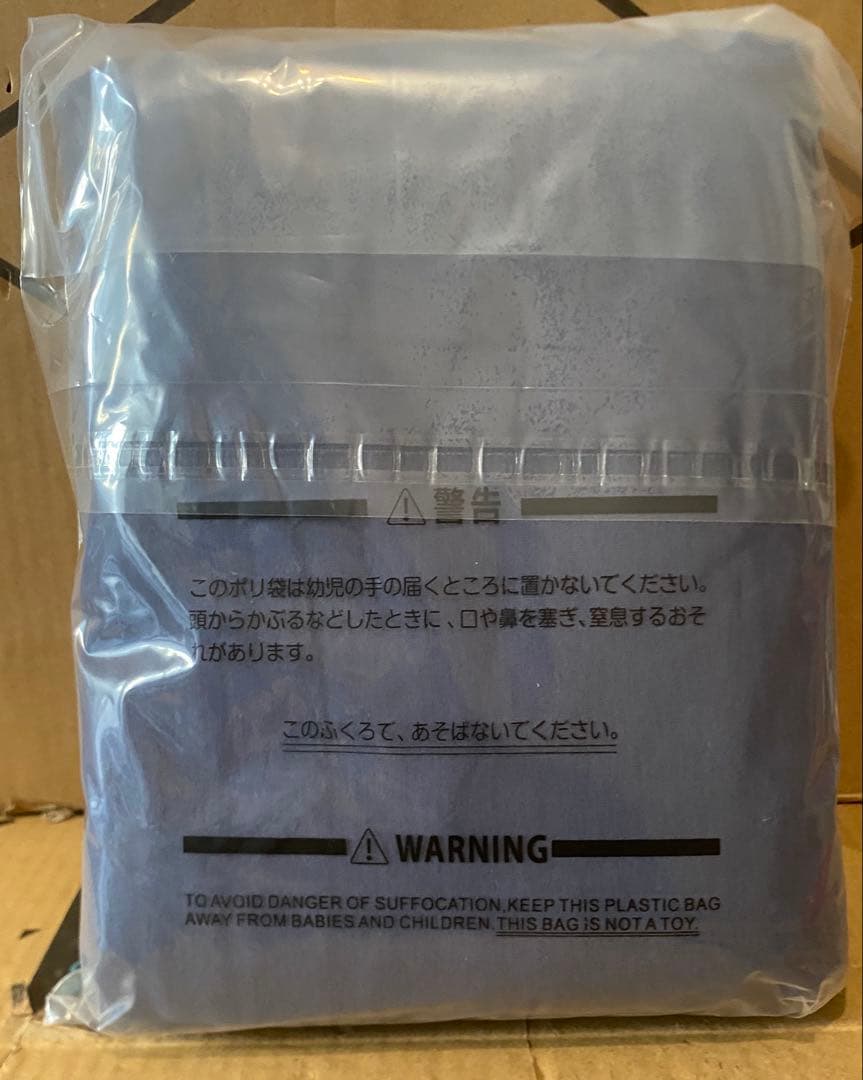 警告
このポリ袋は幼児の手の届くところに置かないでください。
頭からかぶるなどしたときに、口や鼻を塞ぎ、窒息するおそ
れがあります。
このふくろで、あそばないでください。
WARNING
TO AVOID DANGER OF SUFFOCATION,KEEP THIS PLASTIC BAG
AWAY FROM BABIES AND CHILDREN.THIS BAG IS NOT A TOY.